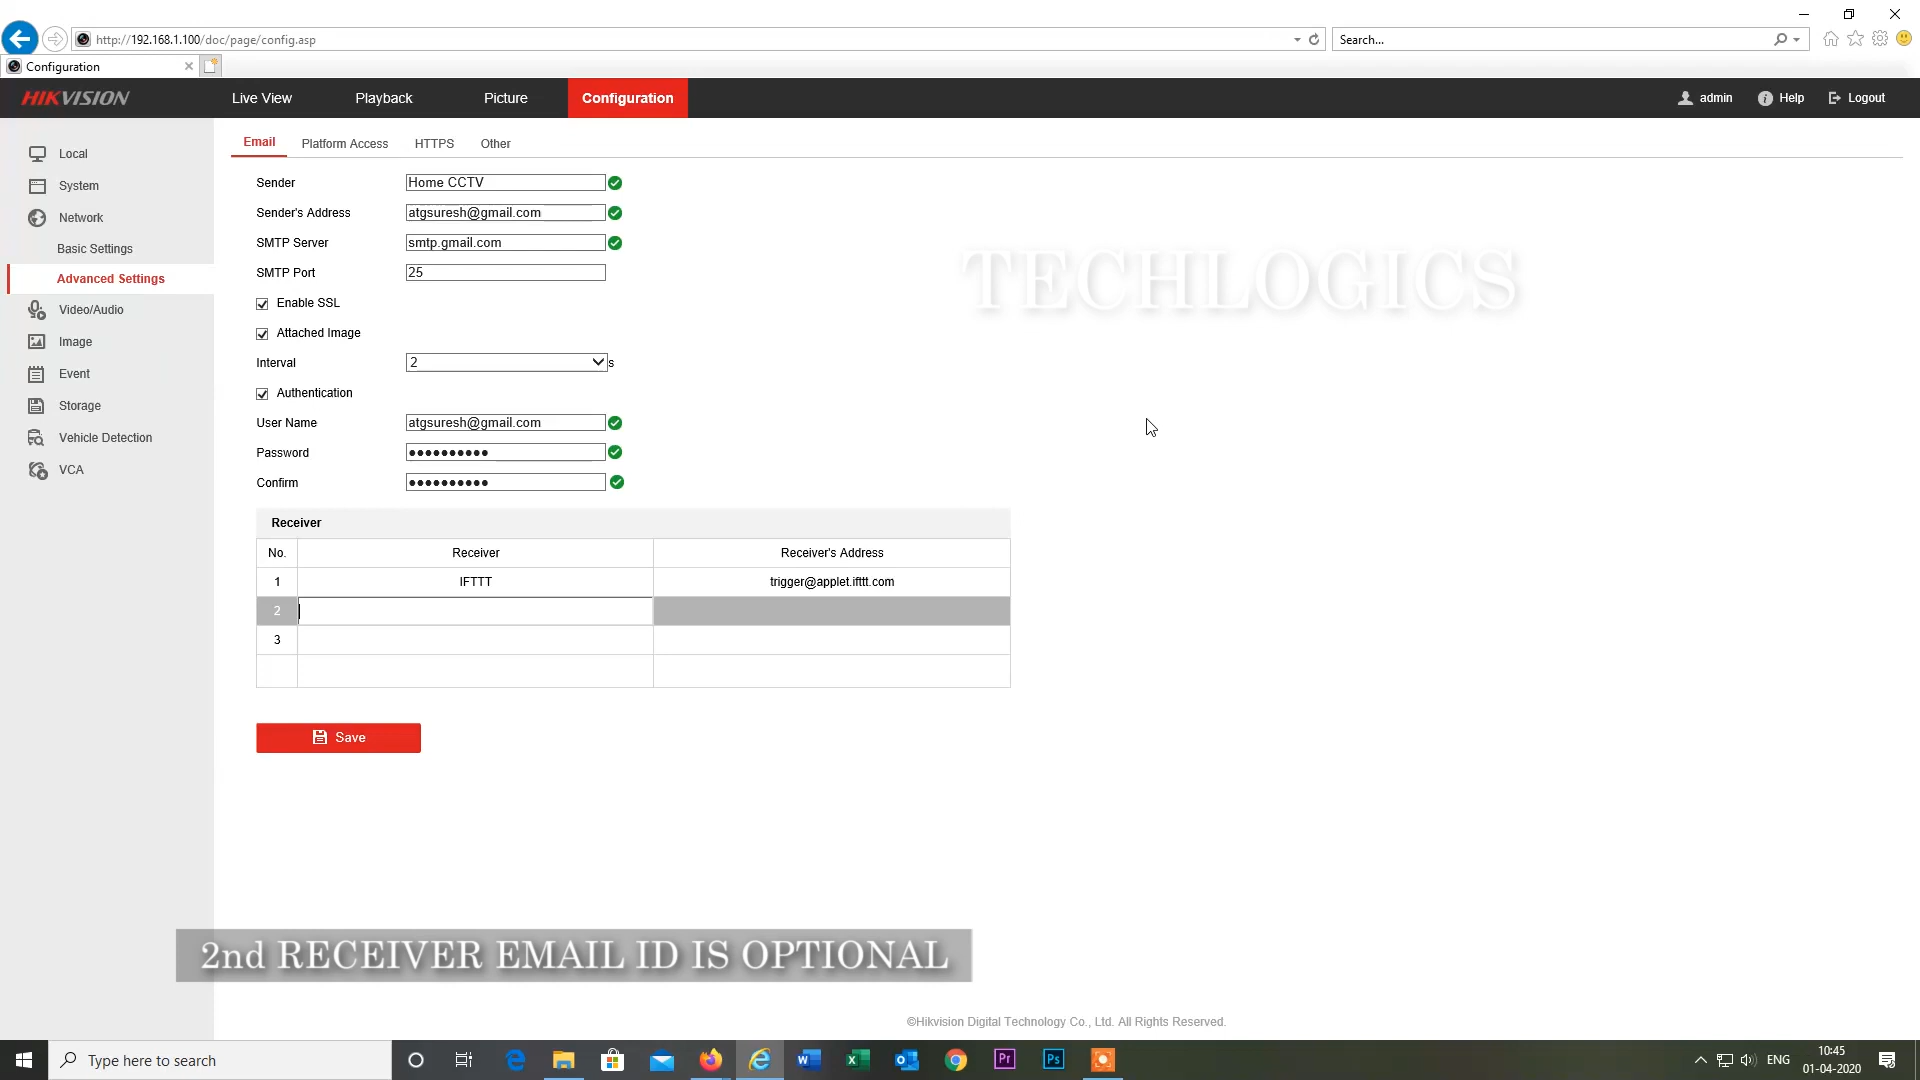 http://192.168.1.100/doc/page/config.asp
Search...
Configuration
HIKVISION
Live View
Playback
Picture
Configuration
admin
Help
Logout
Local
System
Network
Basic Settings
Advanced Settings
Video/Audio
Image
Event
Storage
Vehicle Detection
VCA
Email
Platform Access
HTTPS
Other
Sender
Home CCTV
Sender's Address
atgsuresh@gmail.com
SMTP Server
smtp.gmail.com
SMTP Port
25
Enable SSL
Attached Image
Interval
2
s
Authentication
User Name
atgsuresh@gmail.com
Password
●●●●●●●●●●
Confirm
●●●●●●●●●●
TECHLOGICS
Receiver
No.
Receiver
Receiver's Address
1
IFTTT
trigger@applet.ifttt.com
2
3
Save
2nd RECEIVER EMAIL ID IS OPTIONAL
©Hikvision Digital Technology Co., Ltd. All Rights Reserved.
Type here to search
ENG
10:45
01-04-2020